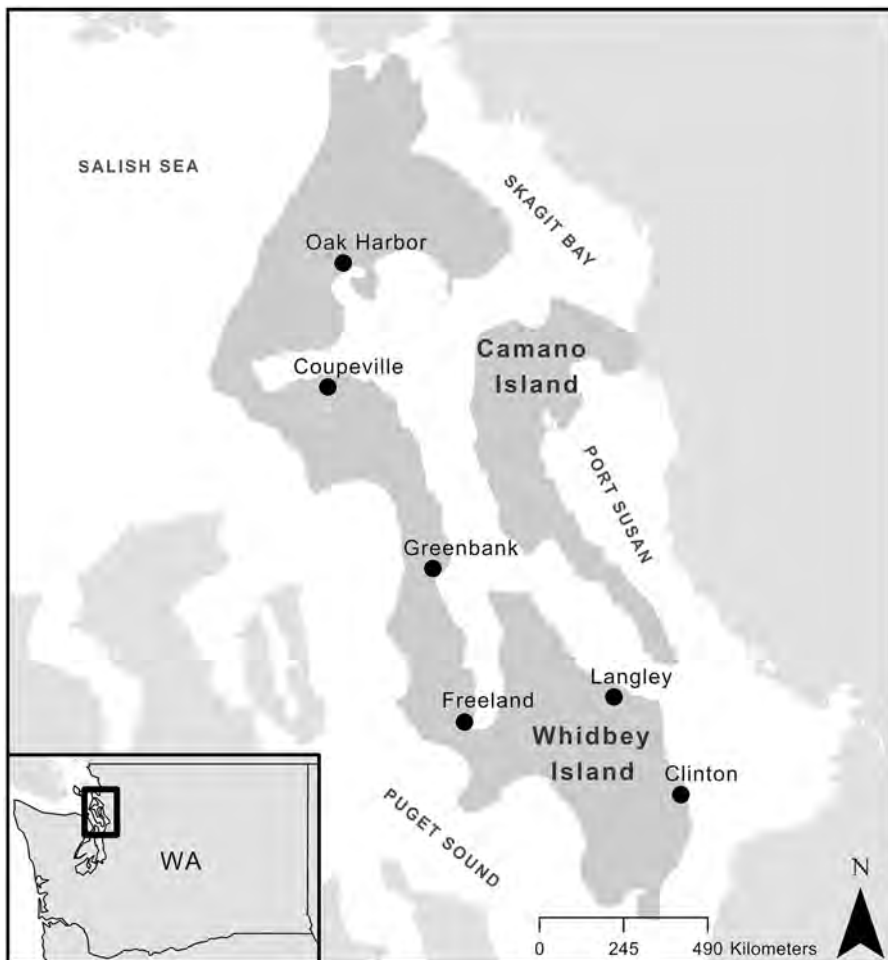 SALISH SEA
SKAGIT BAY
Oak Harbor
Camano
Island
Coupeville
PORT SUSAN
Greenbank
Langley
Freeland
Whidbey
Island
Clinton
PUGET SOUND
WA
N
0 245 490 Kilometers